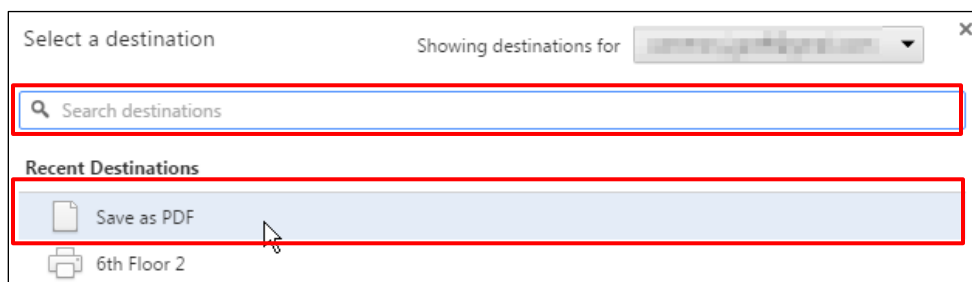 Select a destination
Showing destinations for
Search destinations
Recent Destinations
Save as PDF
6th Floor 2